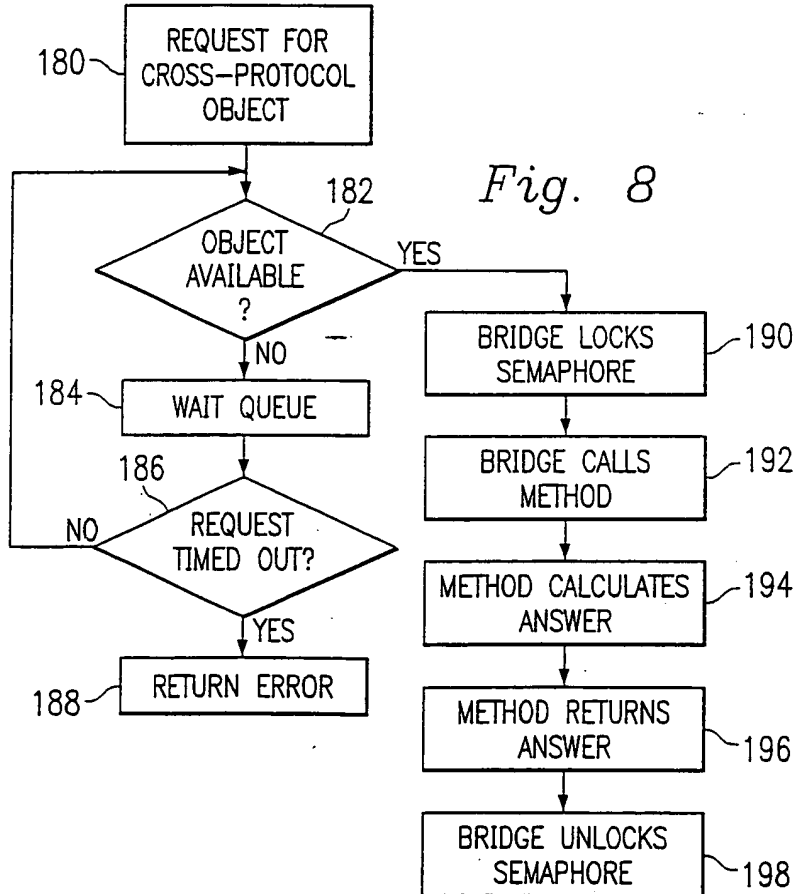 180
REQUEST FOR
CROSS-PROTOCOL
OBJECT
Fig. 8
182
OBJECT
AVAILABLE
?
YES
NO
184
WAIT QUEUE
186
REQUEST
TIMED OUT?
NO
YES
188
RETURN ERROR
BRIDGE LOCKS
SEMAPHORE
190
BRIDGE CALLS
METHOD
192
METHOD CALCULATES
ANSWER
194
METHOD RETURNS
ANSWER
196
BRIDGE UNLOCKS
SEMAPHORE
198